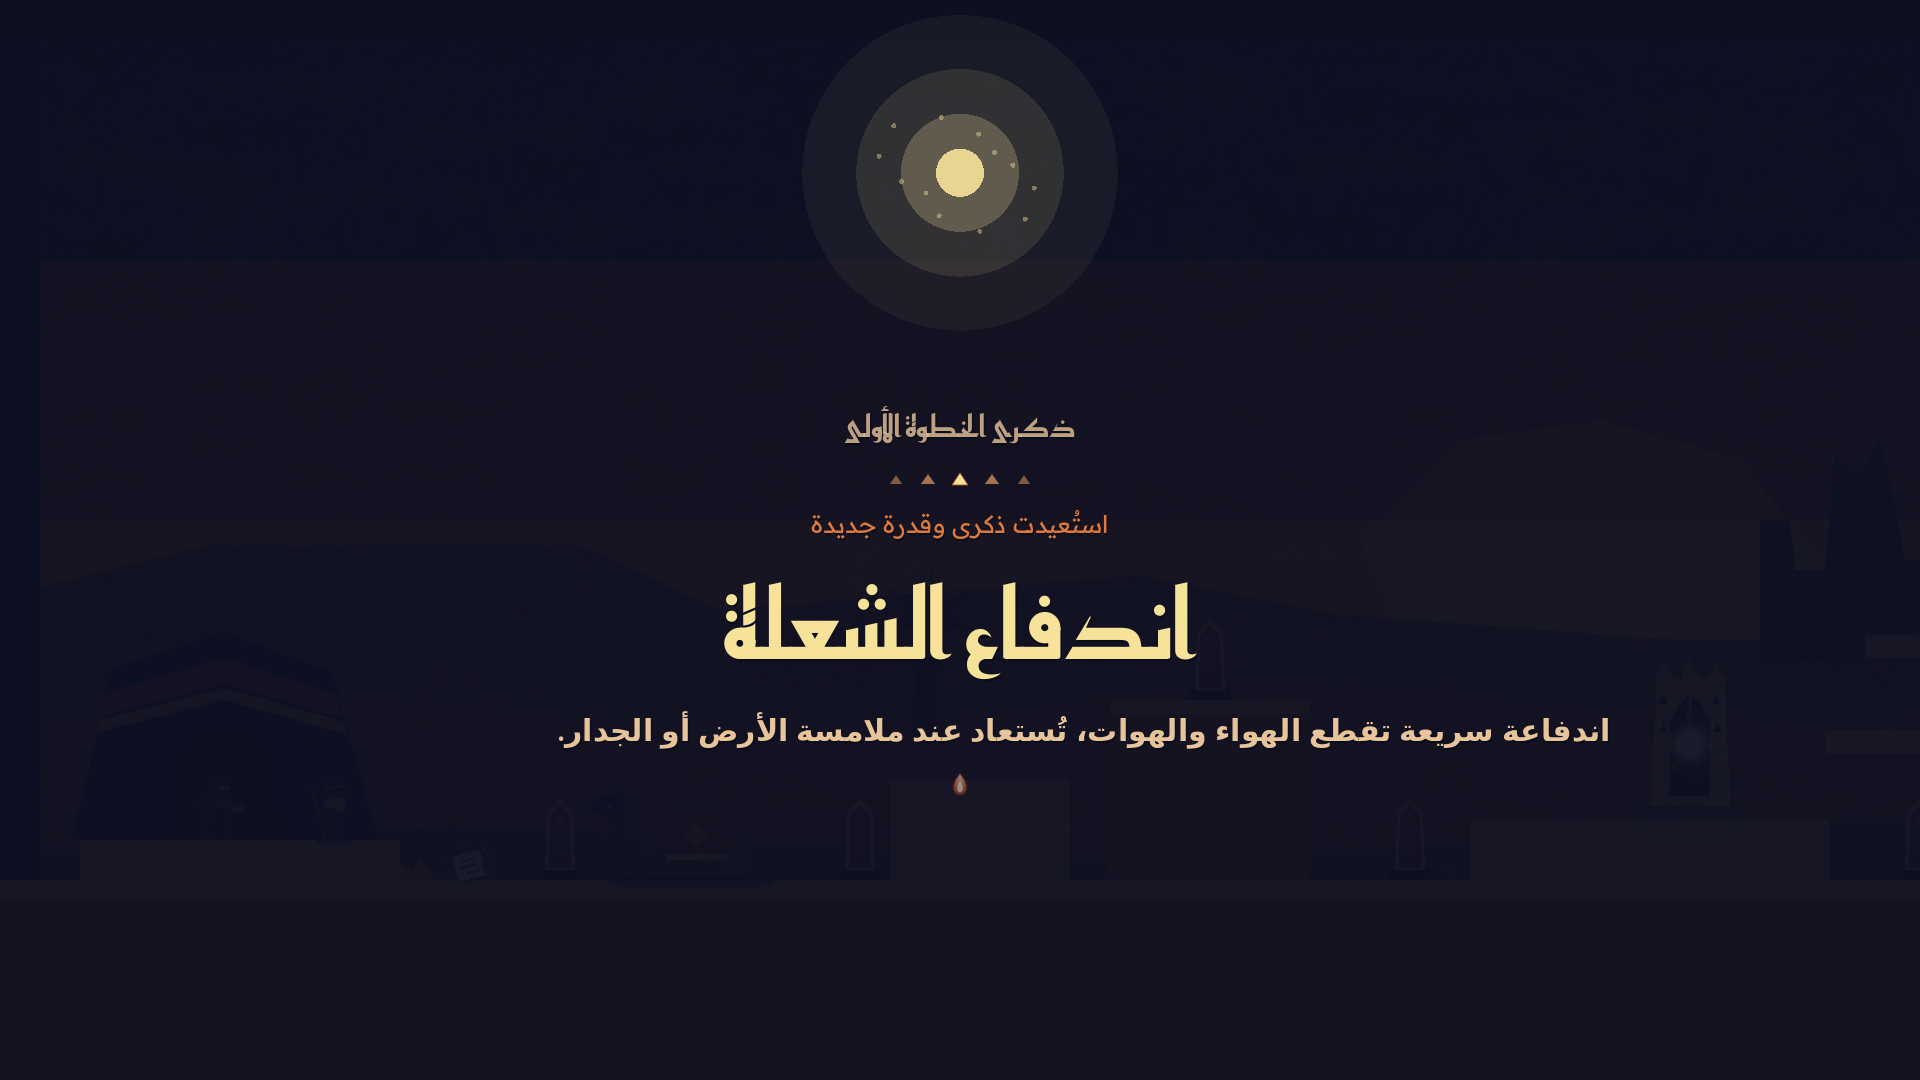 ذكرى الخطوة الأولى
استُعيدت ذكرى وقدرة جديدة
اندفاع الشعلة
اندفاعة سريعة تقطع الهواء والهوات، تُستعاد عند ملامسة الأرض أو الجدار.